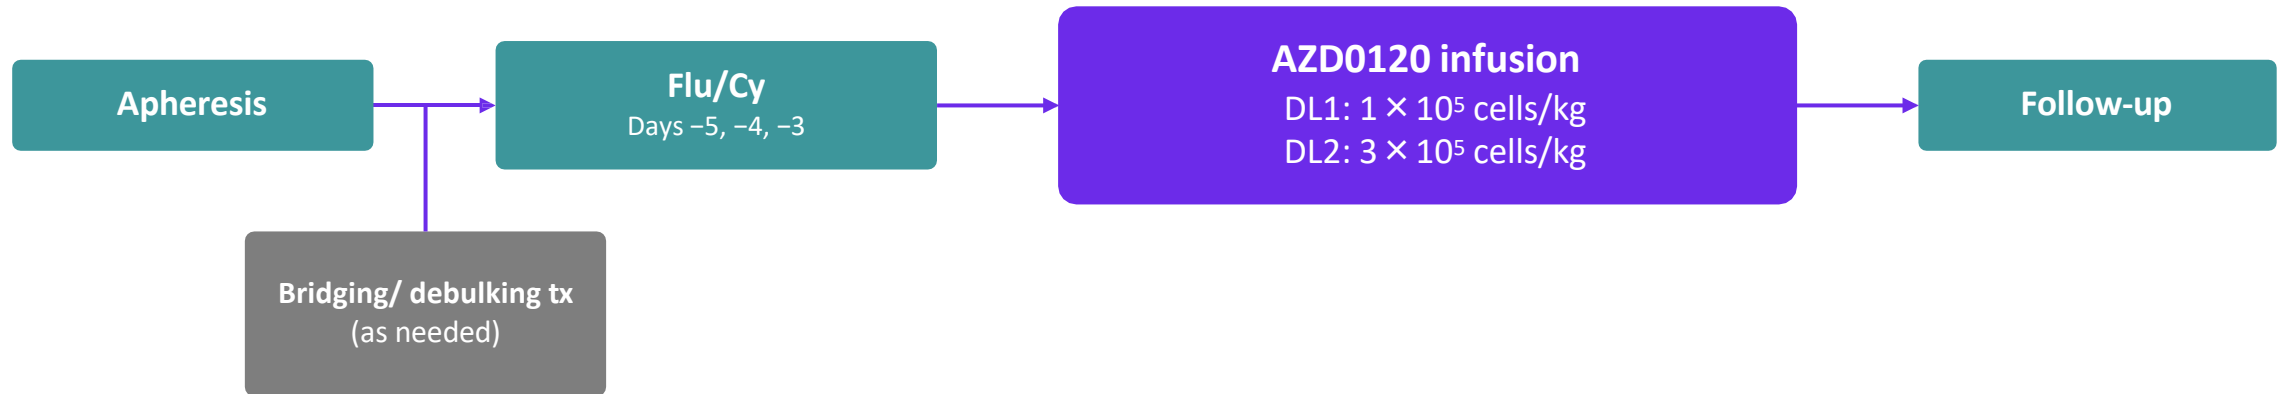 Apheresis
Flu/Cy
Days −5, −4, −3
AZD0120 infusion
DL1: 1 × 10⁵ cells/kg
DL2: 3 × 10⁵ cells/kg
Follow-up
Bridging/ debulking tx
(as needed)